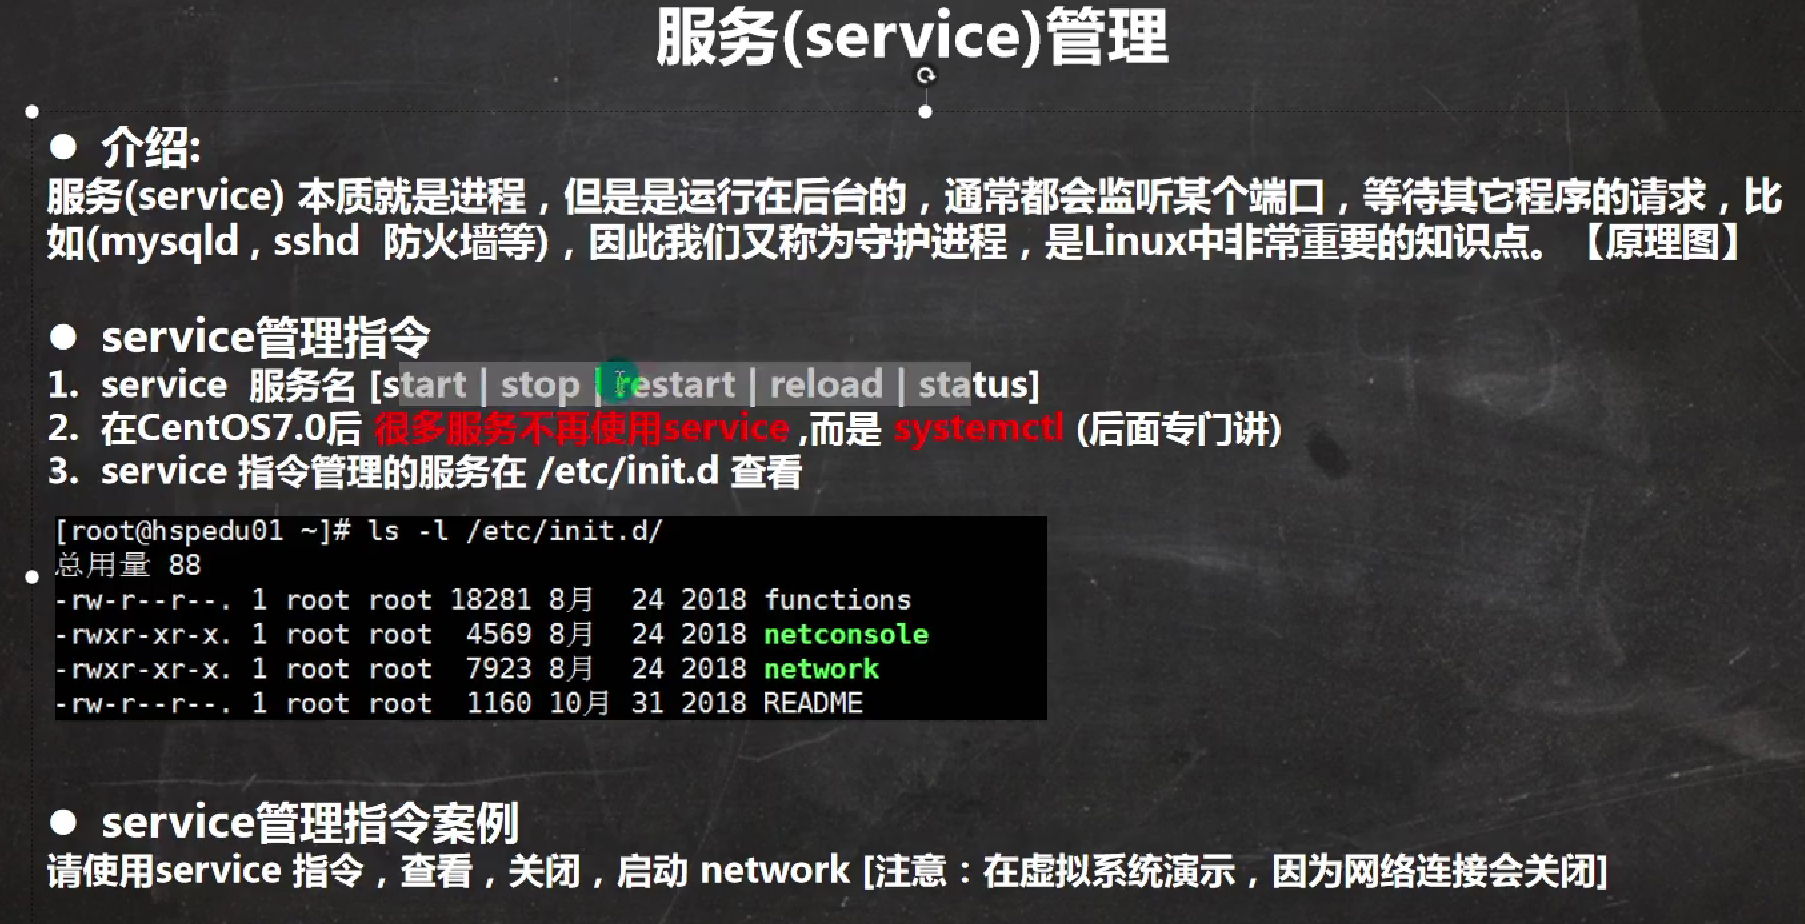 服务(service)管理
● 介绍:
服务(service) 本质就是进程，但是是运行在后台的，通常都会监听某个端口，等待其它程序的请求，比
如(mysqld , sshd  防火墙等)，因此我们又称为守护进程，是Linux中非常重要的知识点。【原理图】
● service管理指令
1. service  服务名 [start | stop | restart | reload | status]
2. 在CentOS7.0后 很多服务不再使用service ,而是 systemctl (后面专门讲)
3. service 指令管理的服务在 /etc/init.d 查看
[root@hspedu01 ~]# ls -l /etc/init.d/
总用量 88
-rw-r--r--. 1 root root 18281 8月  24 2018 functions
-rwxr-xr-x. 1 root root  4569 8月  24 2018 netconsole
-rwxr-xr-x. 1 root root  7923 8月  24 2018 network
-rw-r--r--. 1 root root  1160 10月 31 2018 README
● service管理指令案例
请使用service 指令，查看，关闭，启动 network [注意：在虚拟系统演示，因为网络连接会关闭]